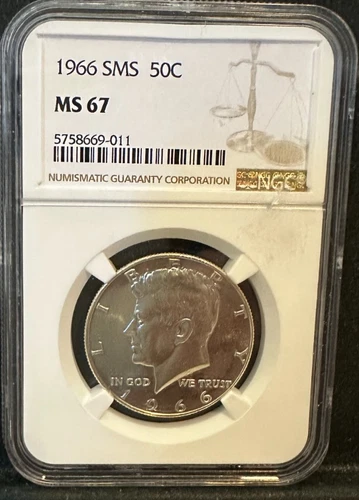 1966 SMS 50C
MS 67
5758669-011
NUMISMATIC GUARANTY CORPORATION
NGC
LIBERTY
IN GOD WE TRUST
1966